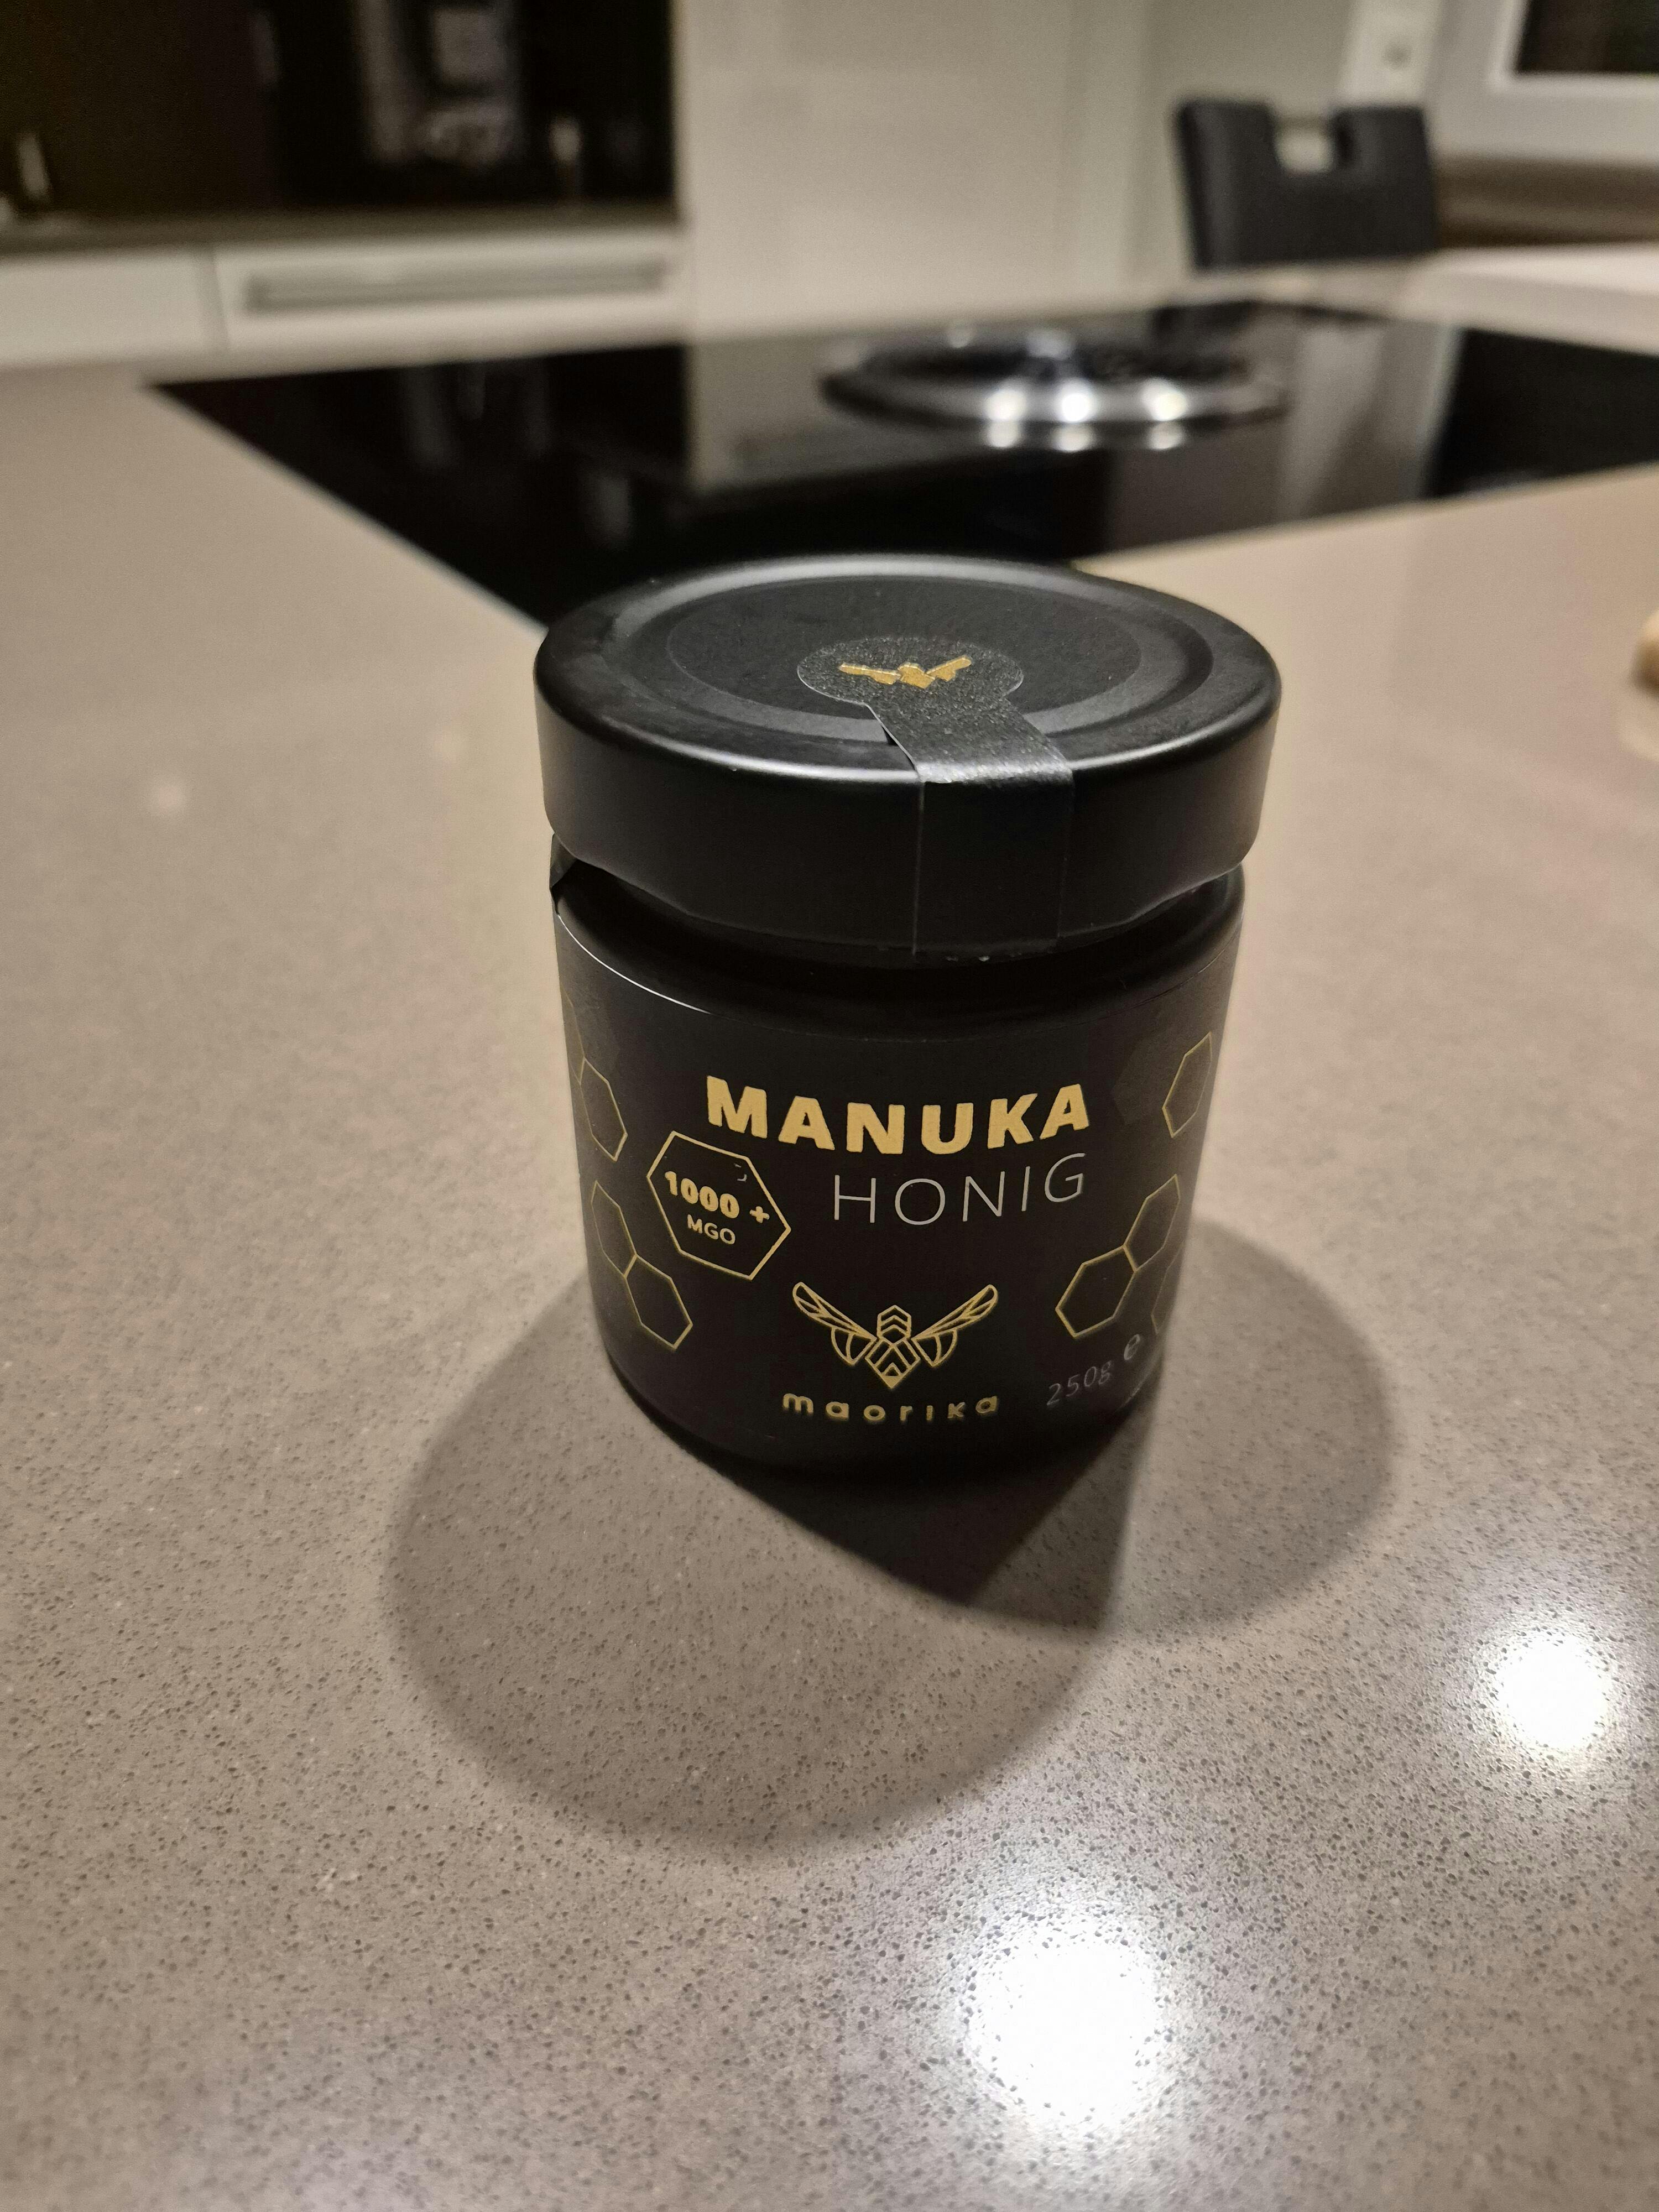 MANUKA
HONIG
1000 +
MGO
maorika
250g e